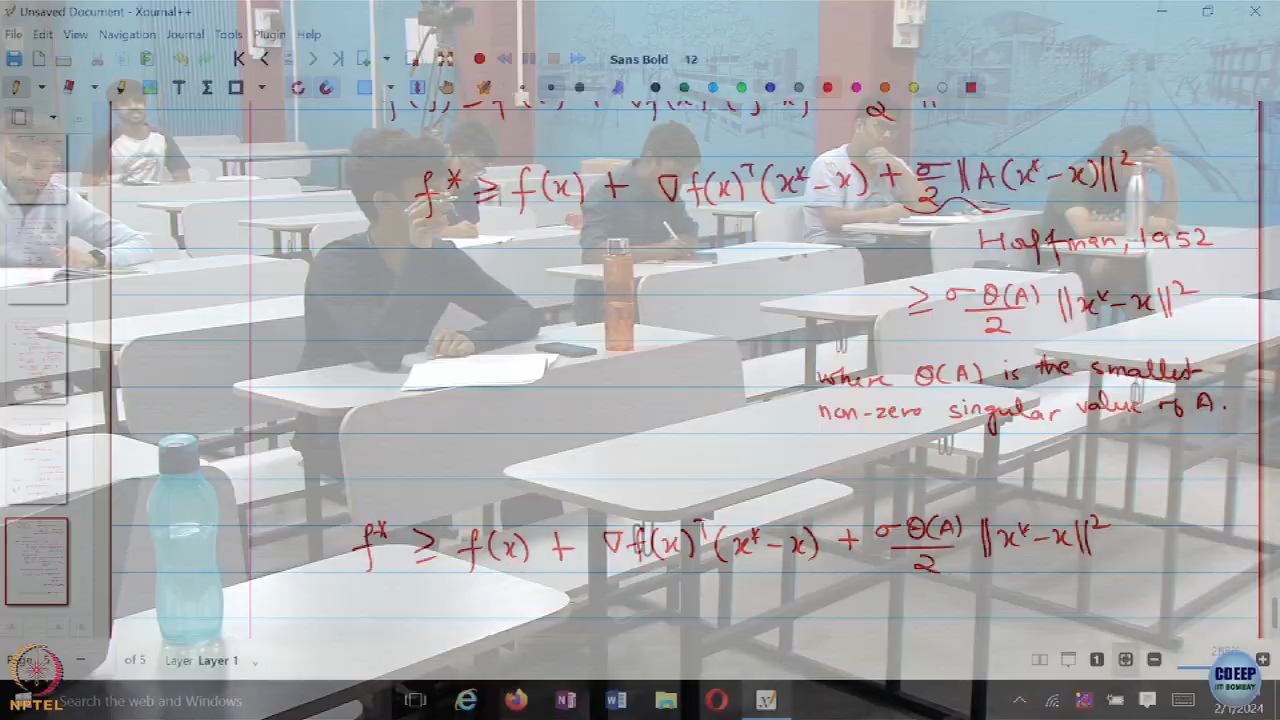 Unsaved Document - Xournal++
File Edit View Navigation Journal Tools Plugin Help
Sans Bold 12
f* ≥ f(x) + ∇f(x)ᵀ(x* − x) + σ/2 ||A(x* − x)||²
Hoffman, 1952
≥ σ θ(A)/2 ||x* − x||²
where θ(A) is the smallest
non-zero singular value of A.
f* ≥ f(x) + ∇f(x)ᵀ(x* − x) + σ θ(A)/2 ||x* − x||²
of 5 Layer Layer 1
Search the web and Windows
NPTEL
CDEEP
IIT BOMBAY